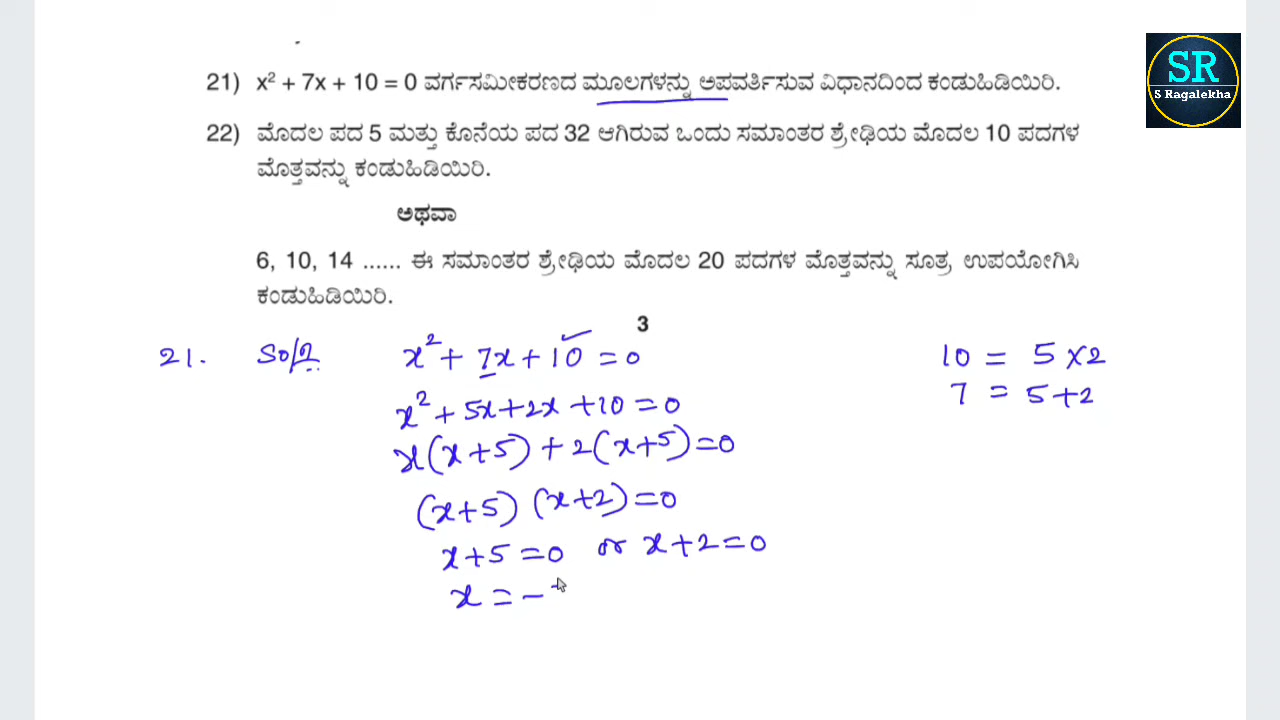 SR
S Ragalekha
21) x² + 7x + 10 = 0 ವರ್ಗಸಮೀಕರಣದ ಮೂಲಗಳನ್ನು ಅಪವರ್ತಿಸುವ ವಿಧಾನದಿಂದ ಕಂಡುಹಿಡಿಯಿರಿ.
22) ಮೊದಲ ಪದ 5 ಮತ್ತು ಕೊನೆಯ ಪದ 32 ಆಗಿರುವ ಒಂದು ಸಮಾಂತರ ಶ್ರೇಢಿಯ ಮೊದಲ 10 ಪದಗಳ
ಮೊತ್ತವನ್ನು ಕಂಡುಹಿಡಿಯಿರಿ.
ಅಥವಾ
6, 10, 14 ...... ಈ ಸಮಾಂತರ ಶ್ರೇಢಿಯ ಮೊದಲ 20 ಪದಗಳ ಮೊತ್ತವನ್ನು ಸೂತ್ರ ಉಪಯೋಗಿಸಿ
ಕಂಡುಹಿಡಿಯಿರಿ.
3
21. Sol? x² + 7x + 10 = 0 10 = 5 × 2
x² + 5x + 2x + 10 = 0 7 = 5 + 2
x(x + 5) + 2(x + 5) = 0
(x + 5) (x + 2) = 0
x + 5 = 0 or x + 2 = 0
x = -